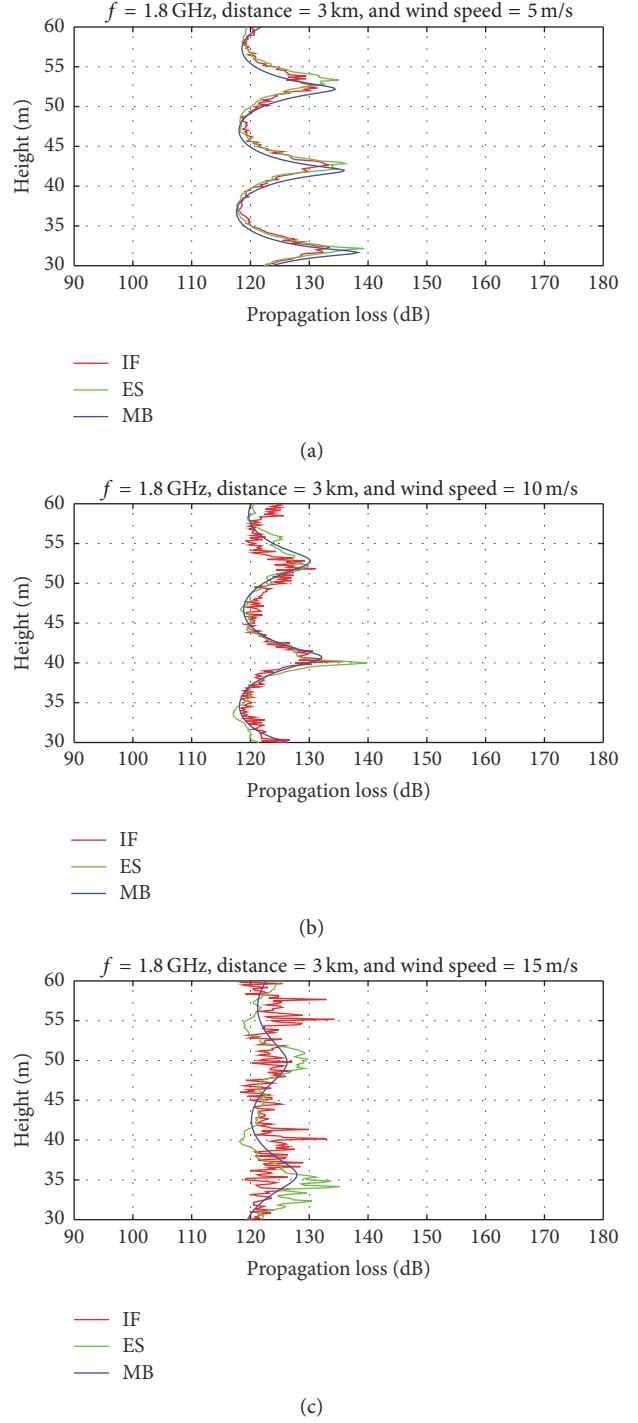 f = 1.8 GHz, distance = 3 km, and wind speed = 5 m/s
60
55
50
45
40
35
30
Height (m)
90 100 110 120 130 140 150 160 170 180
Propagation loss (dB)
IF
ES
MB
(a)
f = 1.8 GHz, distance = 3 km, and wind speed = 10 m/s
60
55
50
45
40
35
30
Height (m)
90 100 110 120 130 140 150 160 170 180
Propagation loss (dB)
IF
ES
MB
(b)
f = 1.8 GHz, distance = 3 km, and wind speed = 15 m/s
60
55
50
45
40
35
30
Height (m)
90 100 110 120 130 140 150 160 170 180
Propagation loss (dB)
IF
ES
MB
(c)